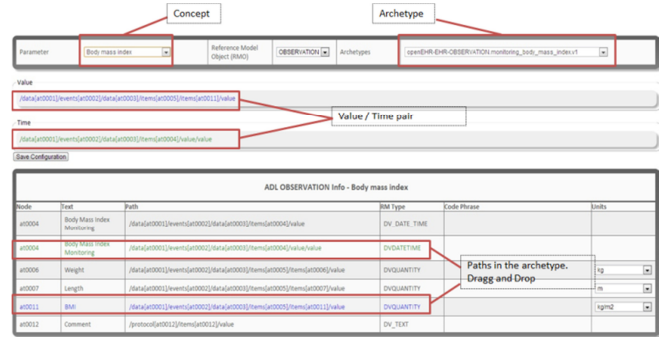 Concept
Archetype
Parameter
Body mass index
Reference Model
Object (RMO)
OBSERVATION
Archetypes
openEHR-EHR-OBSERVATION.monitoring_body_mass_index.v1
Value
/data[at0001]/events[at0002]/data[at0003]/items[at0005]/items[at0011]/value
Value / Time pair
Time
/data[at0001]/events[at0002]/data[at0003]/items[at0004]/value/value
Save Configuration
ADL OBSERVATION Info - Body mass index
Node Text Path RM Type Code Phrase Units
at0004 Body Mass Index Monitoring /data[at0001]/events[at0002]/data[at0003]/items[at0004]/value DV_DATE_TIME
at0004 Body Mass Index Monitoring /data[at0001]/events[at0002]/data[at0003]/items[at0004]/value/value DVDATETIME
Paths in the archetype.
Dragg and Drop
at0006 Weight /data[at0001]/events[at0002]/data[at0003]/items[at0005]/items[at0006]/value DVQUANTITY kg
at0007 Length /data[at0001]/events[at0002]/data[at0003]/items[at0005]/items[at0007]/value DVQUANTITY m
at0011 BMI /data[at0001]/events[at0002]/data[at0003]/items[at0005]/items[at0011]/value DVQUANTITY kg/m2
at0012 Comment /protocol[at0012]/items[at0012]/value DV_TEXT